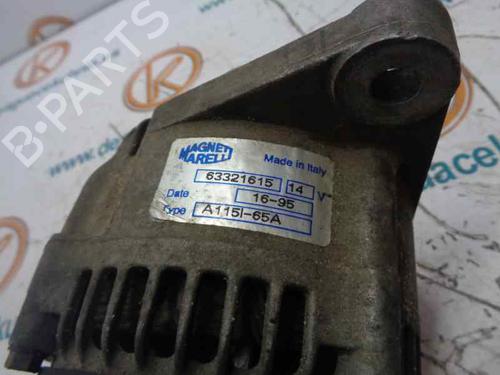 B-PARTS
MAGNETI
MARELLI
Made in Italy
63321615 14 V
Date 16-95
Type A115I-65A